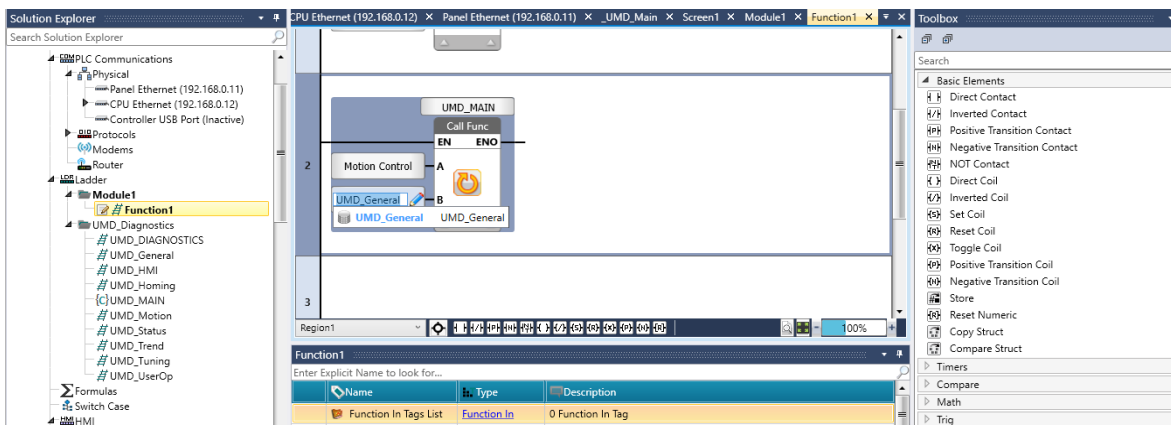 Solution Explorer
Search Solution Explorer
PLC Communications
Physical
Panel Ethernet (192.168.0.11)
CPU Ethernet (192.168.0.12)
Controller USB Port (Inactive)
Protocols
Modems
Router
Ladder
Module1
Function1
UMD_Diagnostics
UMD_DIAGNOSTICS
UMD_General
UMD_HMI
UMD_Homing
{C} UMD_MAIN
UMD_Motion
UMD_Status
UMD_Trend
UMD_Tuning
UMD_UserOp
Formulas
Switch Case
HMI
CPU Ethernet (192.168.0.12) Panel Ethernet (192.168.0.11) _UMD_Main Screen1 Module1 Function1
UMD_MAIN
Call Func
EN ENO
2 Motion Control A
UMD_General B
UMD_General UMD_General
3
Region1 100%
Function1
Enter Explicit Name to look for...
Name Type Description
Function In Tags List Function In 0 Function In Tag
Toolbox
Search
Basic Elements
Direct Contact
Inverted Contact
Positive Transition Contact
Negative Transition Contact
NOT Contact
Direct Coil
Inverted Coil
Set Coil
Reset Coil
Toggle Coil
Positive Transition Coil
Negative Transition Coil
Store
Reset Numeric
Copy Struct
Compare Struct
Timers
Compare
Math
Trig